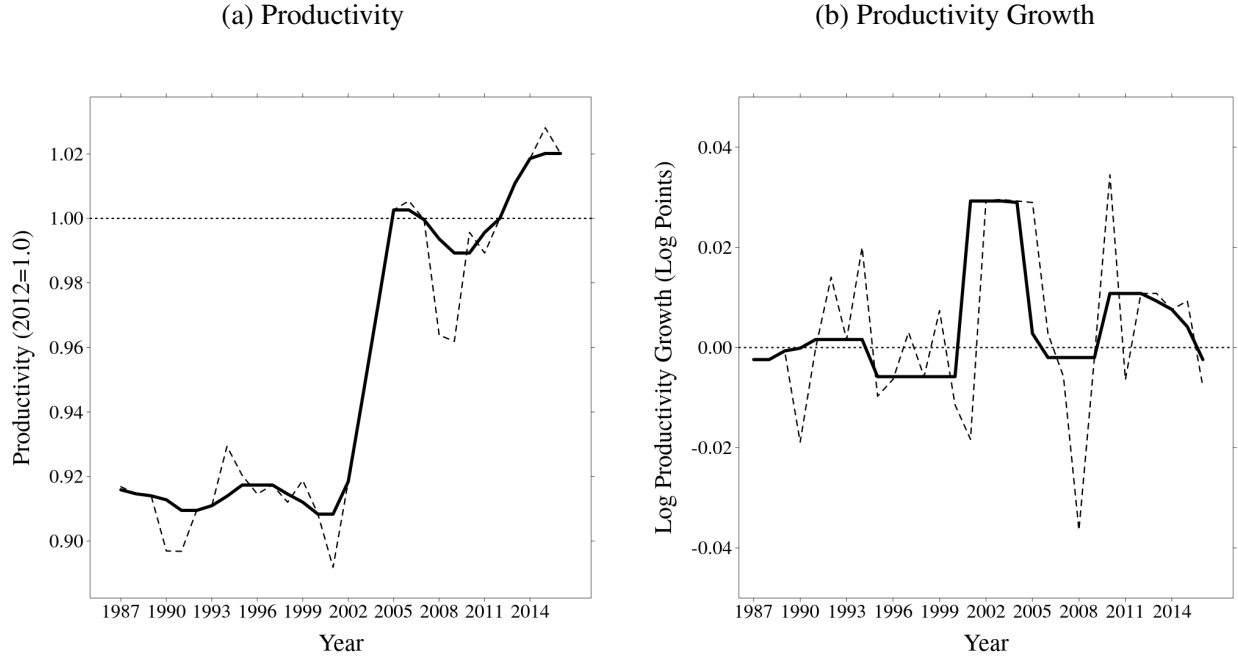 (a) Productivity
Productivity (2012=1.0)
1.02
1.00
0.98
0.96
0.94
0.92
0.90
1987 1990 1993 1996 1999 2002 2005 2008 2011 2014
Year
(b) Productivity Growth
Log Productivity Growth (Log Points)
0.04
0.02
0.00
-0.02
-0.04
1987 1990 1993 1996 1999 2002 2005 2008 2011 2014
Year